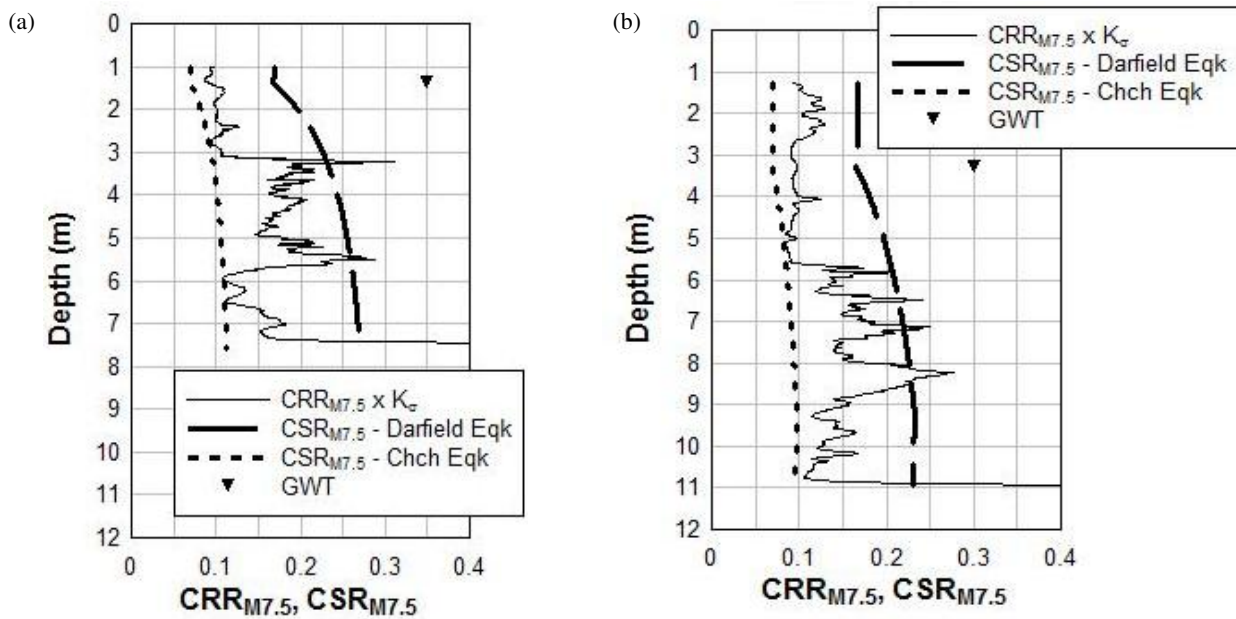 (a)
0
1
2
3
4
5
6
7
8
9
10
11
12
Depth (m)
CRRM7.5 x Kσ
CSRM7.5 - Darfield Eqk
CSRM7.5 - Chch Eqk
GWT
0 0.1 0.2 0.3 0.4
CRRM7.5, CSRM7.5
(b)
CRRM7.5 x Kσ
CSRM7.5 - Darfield Eqk
CSRM7.5 - Chch Eqk
GWT
0
1
2
3
4
5
6
7
8
9
10
11
12
Depth (m)
0 0.1 0.2 0.3 0.4
CRRM7.5, CSRM7.5